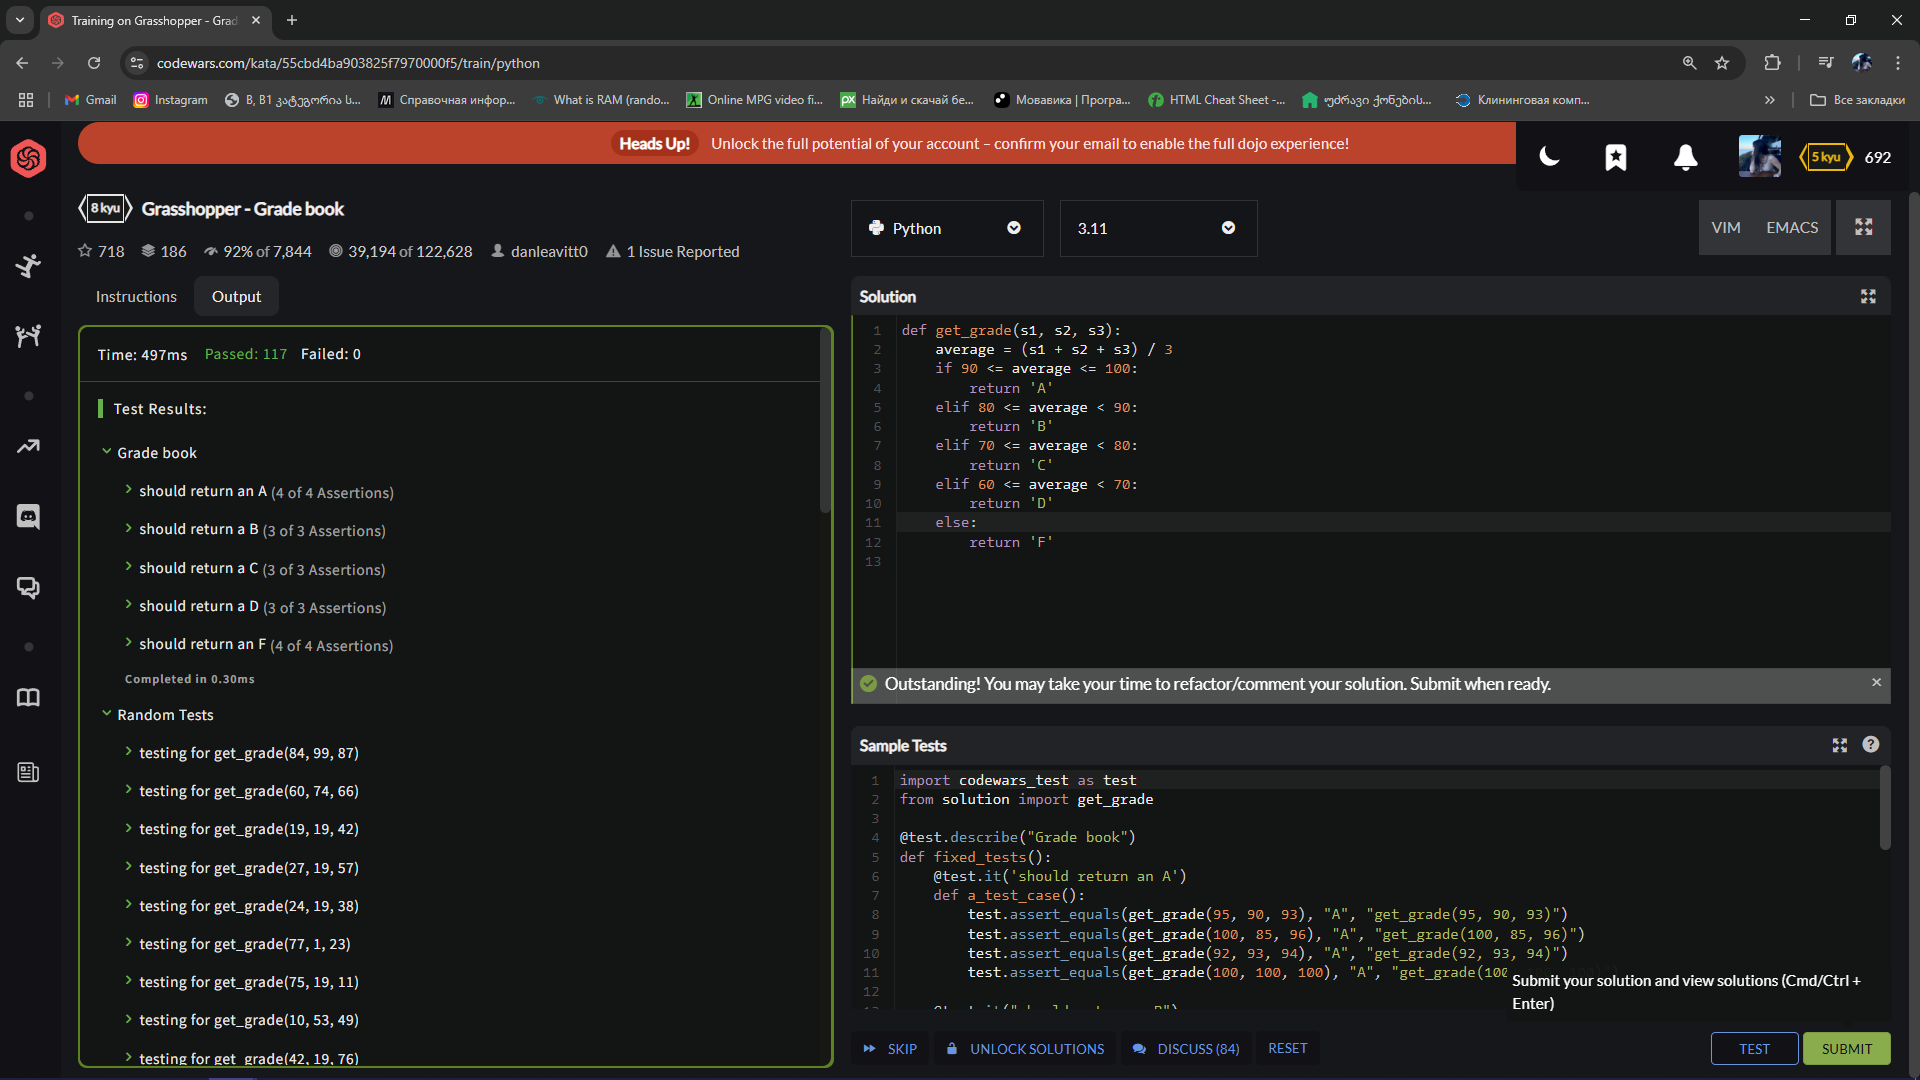 Training on Grasshopper - Grad
codewars.com/kata/55cbd4ba903825f7970000f5/train/python
Gmail
Instagram
B, B1 კატეგორია ს...
Справочная инфор...
What is RAM (rando...
Online MPG video fi...
Найди и скачай бе...
Мовавика | Програ...
HTML Cheat Sheet -...
უძრავი ქონების...
Клининговая комп...
Все закладки
Heads Up! Unlock the full potential of your account – confirm your email to enable the full dojo experience!
5 kyu 692
8 kyu Grasshopper - Grade book
718 186 92% of 7,844 39,194 of 122,628 danleavitt0 1 Issue Reported
Instructions Output
Time: 497ms Passed: 117 Failed: 0
Test Results:
Grade book
should return an A (4 of 4 Assertions)
should return a B (3 of 3 Assertions)
should return a C (3 of 3 Assertions)
should return a D (3 of 3 Assertions)
should return an F (4 of 4 Assertions)
Completed in 0.30ms
Random Tests
testing for get_grade(84, 99, 87)
testing for get_grade(60, 74, 66)
testing for get_grade(19, 19, 42)
testing for get_grade(27, 19, 57)
testing for get_grade(24, 19, 38)
testing for get_grade(77, 1, 23)
testing for get_grade(75, 19, 11)
testing for get_grade(10, 53, 49)
testing for get_grade(42, 19, 76)
Python 3.11 VIM EMACS
Solution
1 def get_grade(s1, s2, s3):
2 average = (s1 + s2 + s3) / 3
3 if 90 <= average <= 100:
4 return 'A'
5 elif 80 <= average < 90:
6 return 'B'
7 elif 70 <= average < 80:
8 return 'C'
9 elif 60 <= average < 70:
10 return 'D'
11 else:
12 return 'F'
13
Outstanding! You may take your time to refactor/comment your solution. Submit when ready.
Sample Tests
1 import codewars_test as test
2 from solution import get_grade
3
4 @test.describe("Grade book")
5 def fixed_tests():
6 @test.it('should return an A')
7 def a_test_case():
8 test.assert_equals(get_grade(95, 90, 93), "A", "get_grade(95, 90, 93)")
9 test.assert_equals(get_grade(100, 85, 96), "A", "get_grade(100, 85, 96)")
10 test.assert_equals(get_grade(92, 93, 94), "A", "get_grade(92, 93, 94)")
11 test.assert_equals(get_grade(100, 100, 100), "A", "get_grade(100
12
Submit your solution and view solutions (Cmd/Ctrl +
Enter)
SKIP UNLOCK SOLUTIONS DISCUSS (84) RESET TEST SUBMIT